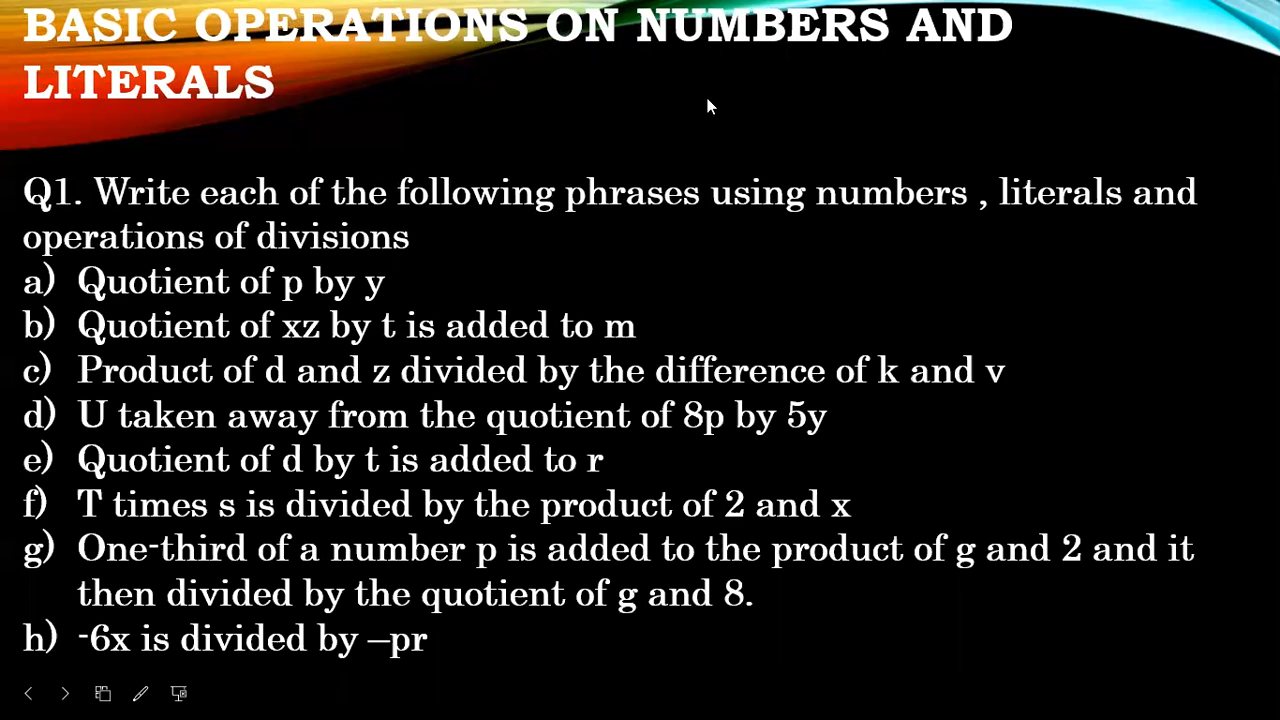 BASIC OPERATIONS ON NUMBERS AND
LITERALS
Q1. Write each of the following phrases using numbers , literals and
operations of divisions
a) Quotient of p by y
b) Quotient of xz by t is added to m
c) Product of d and z divided by the difference of k and v
d) U taken away from the quotient of 8p by 5y
e) Quotient of d by t is added to r
f) T times s is divided by the product of 2 and x
g) One-third of a number p is added to the product of g and 2 and it
then divided by the quotient of g and 8.
h) -6x is divided by –pr